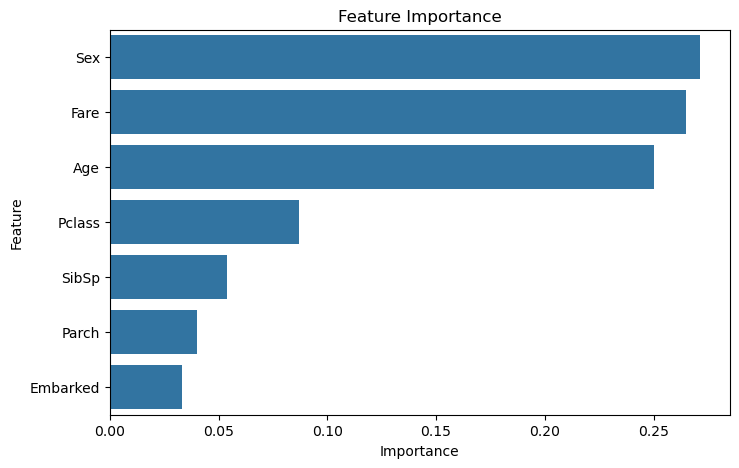 Feature Importance
Sex
Fare
Age
Pclass
SibSp
Parch
Embarked
Feature
0.00 0.05 0.10 0.15 0.20 0.25
Importance